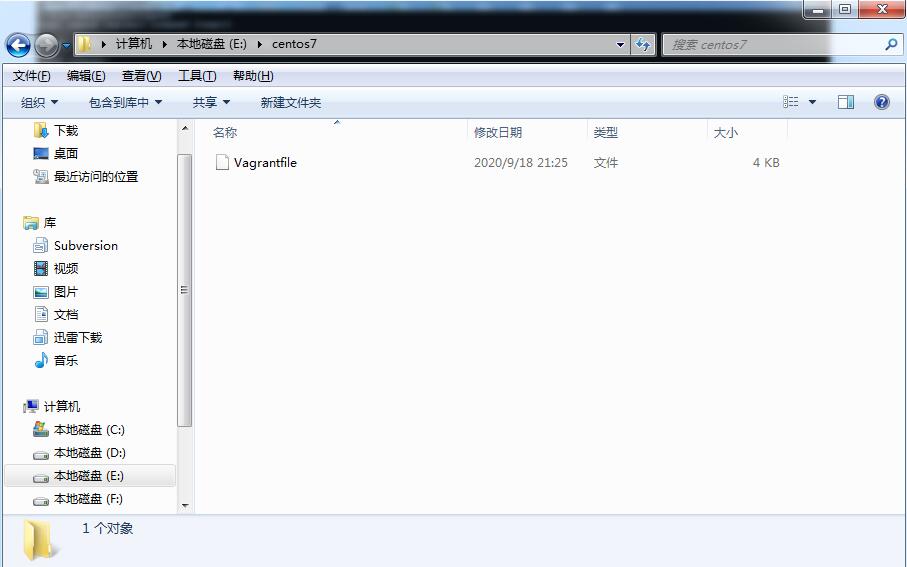 计算机 本地磁盘 (E:) centos7 搜索 centos7
文件(F) 编辑(E) 查看(V) 工具(T) 帮助(H)
组织 包含到库中 共享 新建文件夹
下载
桌面
最近访问的位置
库
Subversion
视频
图片
文档
迅雷下载
音乐
计算机
本地磁盘 (C:)
本地磁盘 (D:)
本地磁盘 (E:)
本地磁盘 (F:)
名称 修改日期 类型 大小
Vagrantfile 2020/9/18 21:25 文件 4 KB
1 个对象